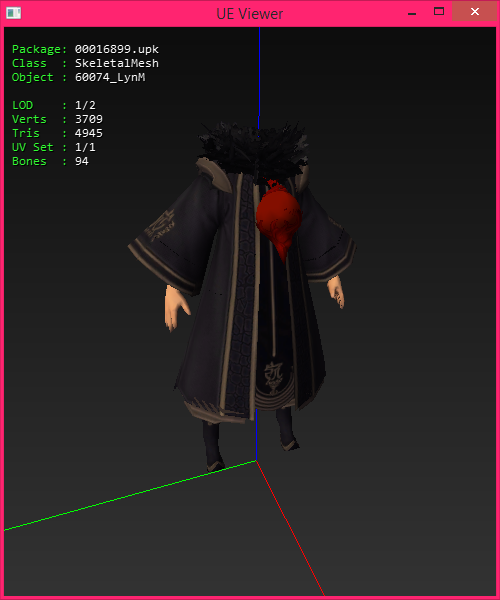 UE Viewer
Package: 00016899.upk
Class  : SkeletalMesh
Object : 60074_LynM
LOD    : 1/2
Verts  : 3709
Tris   : 4945
UV Set : 1/1
Bones  : 94